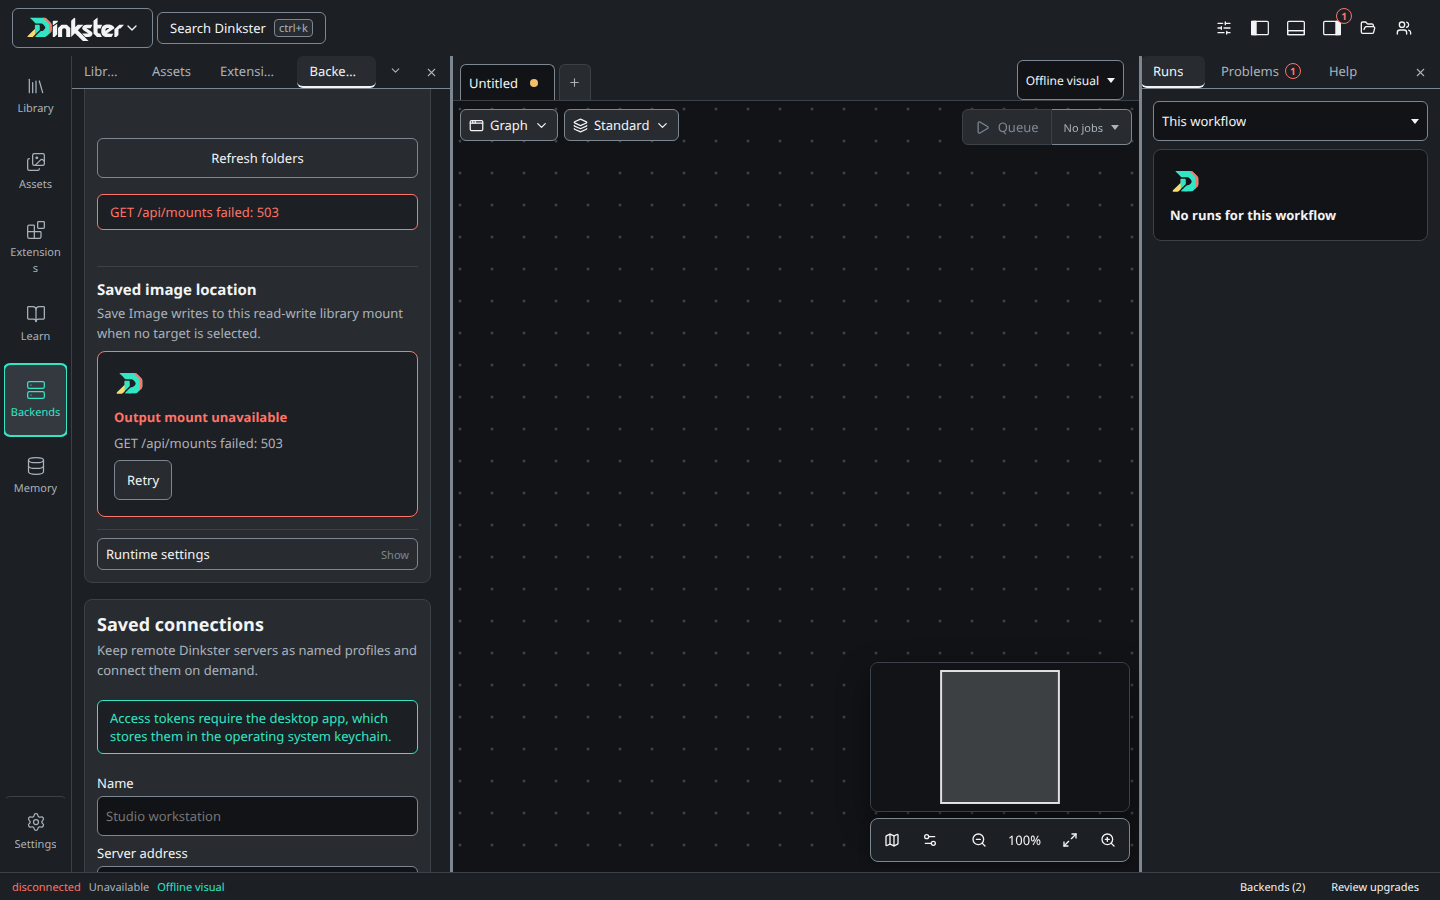 Dinkster
Search Dinkster ctrl+k
1
Libr...
Assets
Extensi...
Backe...
Untitled
+
Offline visual
Runs
Problems 1
Help
Library
Assets
Extension
s
Learn
Backends
Memory
Settings
Refresh folders
GET /api/mounts failed: 503
Saved image location
Save Image writes to this read-write library mount
when no target is selected.
Output mount unavailable
GET /api/mounts failed: 503
Retry
Runtime settings Show
Saved connections
Keep remote Dinkster servers as named profiles and
connect them on demand.
Access tokens require the desktop app, which
stores them in the operating system keychain.
Name
Studio workstation
Server address
Graph
Standard
Queue
No jobs
100%
This workflow
No runs for this workflow
disconnected Unavailable Offline visual
Backends (2)
Review upgrades